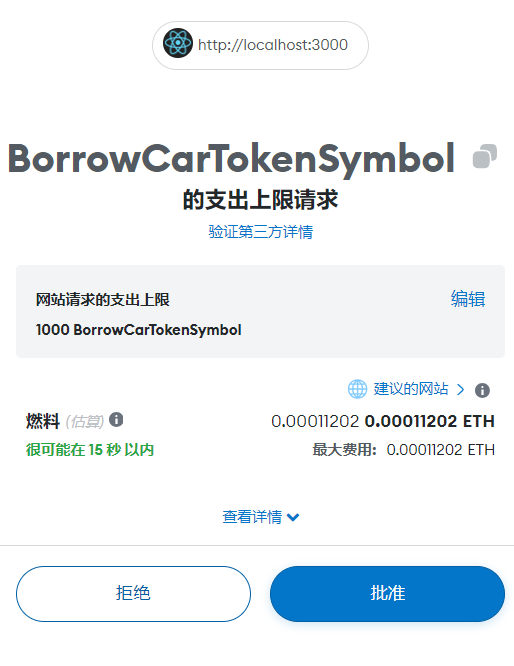 http://localhost:3000
BorrowCarTokenSymbol
的支出上限请求
验证第三方详情
网站请求的支出上限 编辑
1000 BorrowCarTokenSymbol
建议的网站
燃料 (估算) 0.00011202 0.00011202 ETH
很可能在 15 秒 以内 最大费用: 0.00011202 ETH
查看详情
拒绝 批准